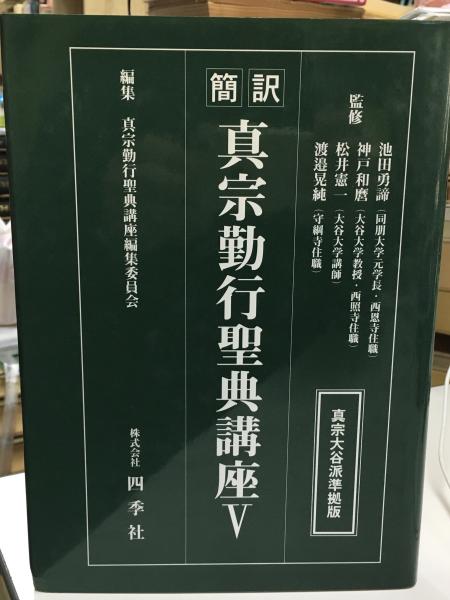 監修
池田勇諦（同朋大学元学長・西恩寺住職）
神戸和麿（大谷大学教授・西照寺住職）
松井憲一（大谷大学講師）
渡邉晃純（守綱寺住職）
真宗大谷派準拠版
簡訳
真宗勤行聖典講座Ⅴ
編集 真宗勤行聖典講座編集委員会
株式会社 四季社